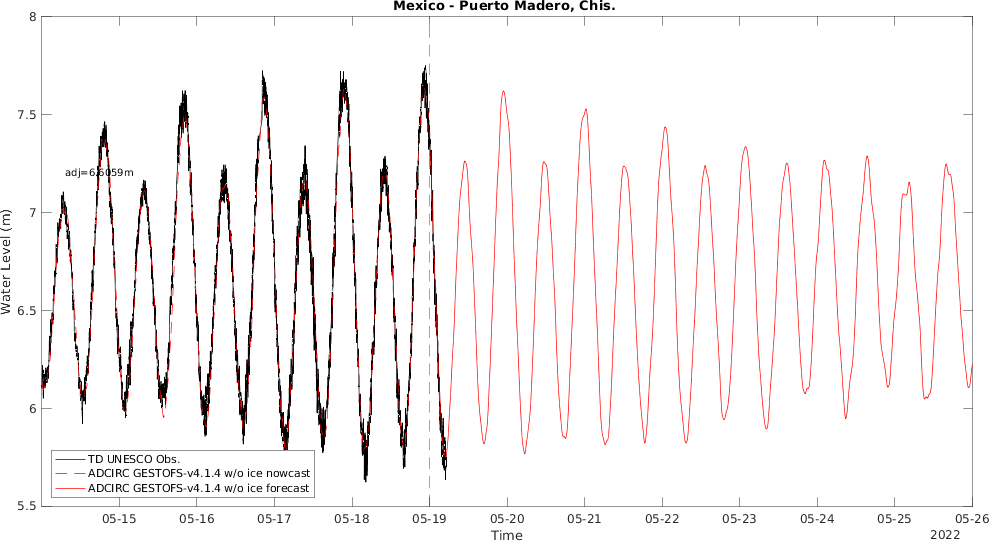 Mexico - Puerto Madero, Chis.
8
7.5
7
6.5
6
5.5
Water Level (m)
adj=6.6059m
TD UNESCO Obs.
ADCIRC GESTOFS-v4.1.4 w/o ice nowcast
ADCIRC GESTOFS-v4.1.4 w/o ice forecast
05-15 05-16 05-17 05-18 05-19 05-20 05-21 05-22 05-23 05-24 05-25 05-26
Time
2022